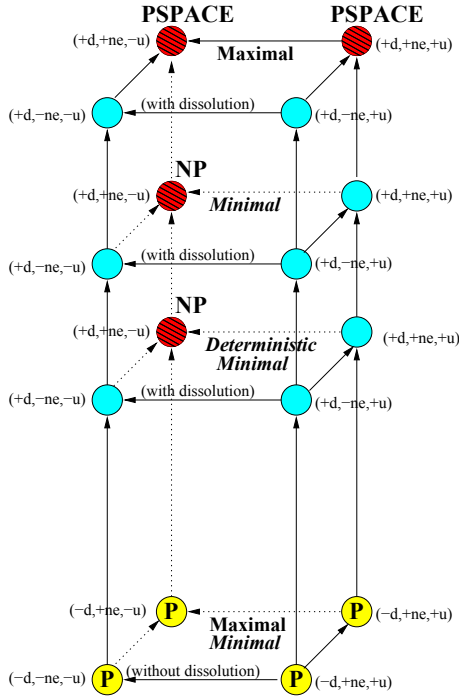 PSPACE PSPACE
(+d,+ne,−u) (+d,+ne,+u)
Maximal
(+d,−ne,−u) (with dissolution) (+d,−ne,+u)
NP
(+d,+ne,−u) (+d,+ne,+u)
Minimal
(+d,−ne,−u) (with dissolution) (+d,−ne,+u)
NP
(+d,+ne,−u) (+d,+ne,+u)
Deterministic
Minimal
(+d,−ne,−u) (with dissolution) (+d,−ne,+u)
(−d,+ne,−u) P P (−d,+ne,+u)
Maximal
Minimal
(−d,−ne,−u) P (without dissolution) P (−d,+ne,+u)